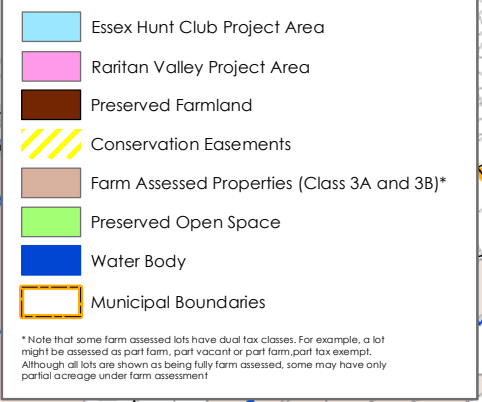 Essex Hunt Club Project Area
Raritan Valley Project Area
Preserved Farmland
Conservation Easements
Farm Assessed Properties (Class 3A and 3B)*
Preserved Open Space
Water Body
Municipal Boundaries
* Note that some farm assessed lots have dual tax classes. For example, a lot
might be assessed as part farm, part vacant or part farm,part tax exempt.
Although all lots are shown as being fully farm assessed, some may have only
partial acreage under farm assessment